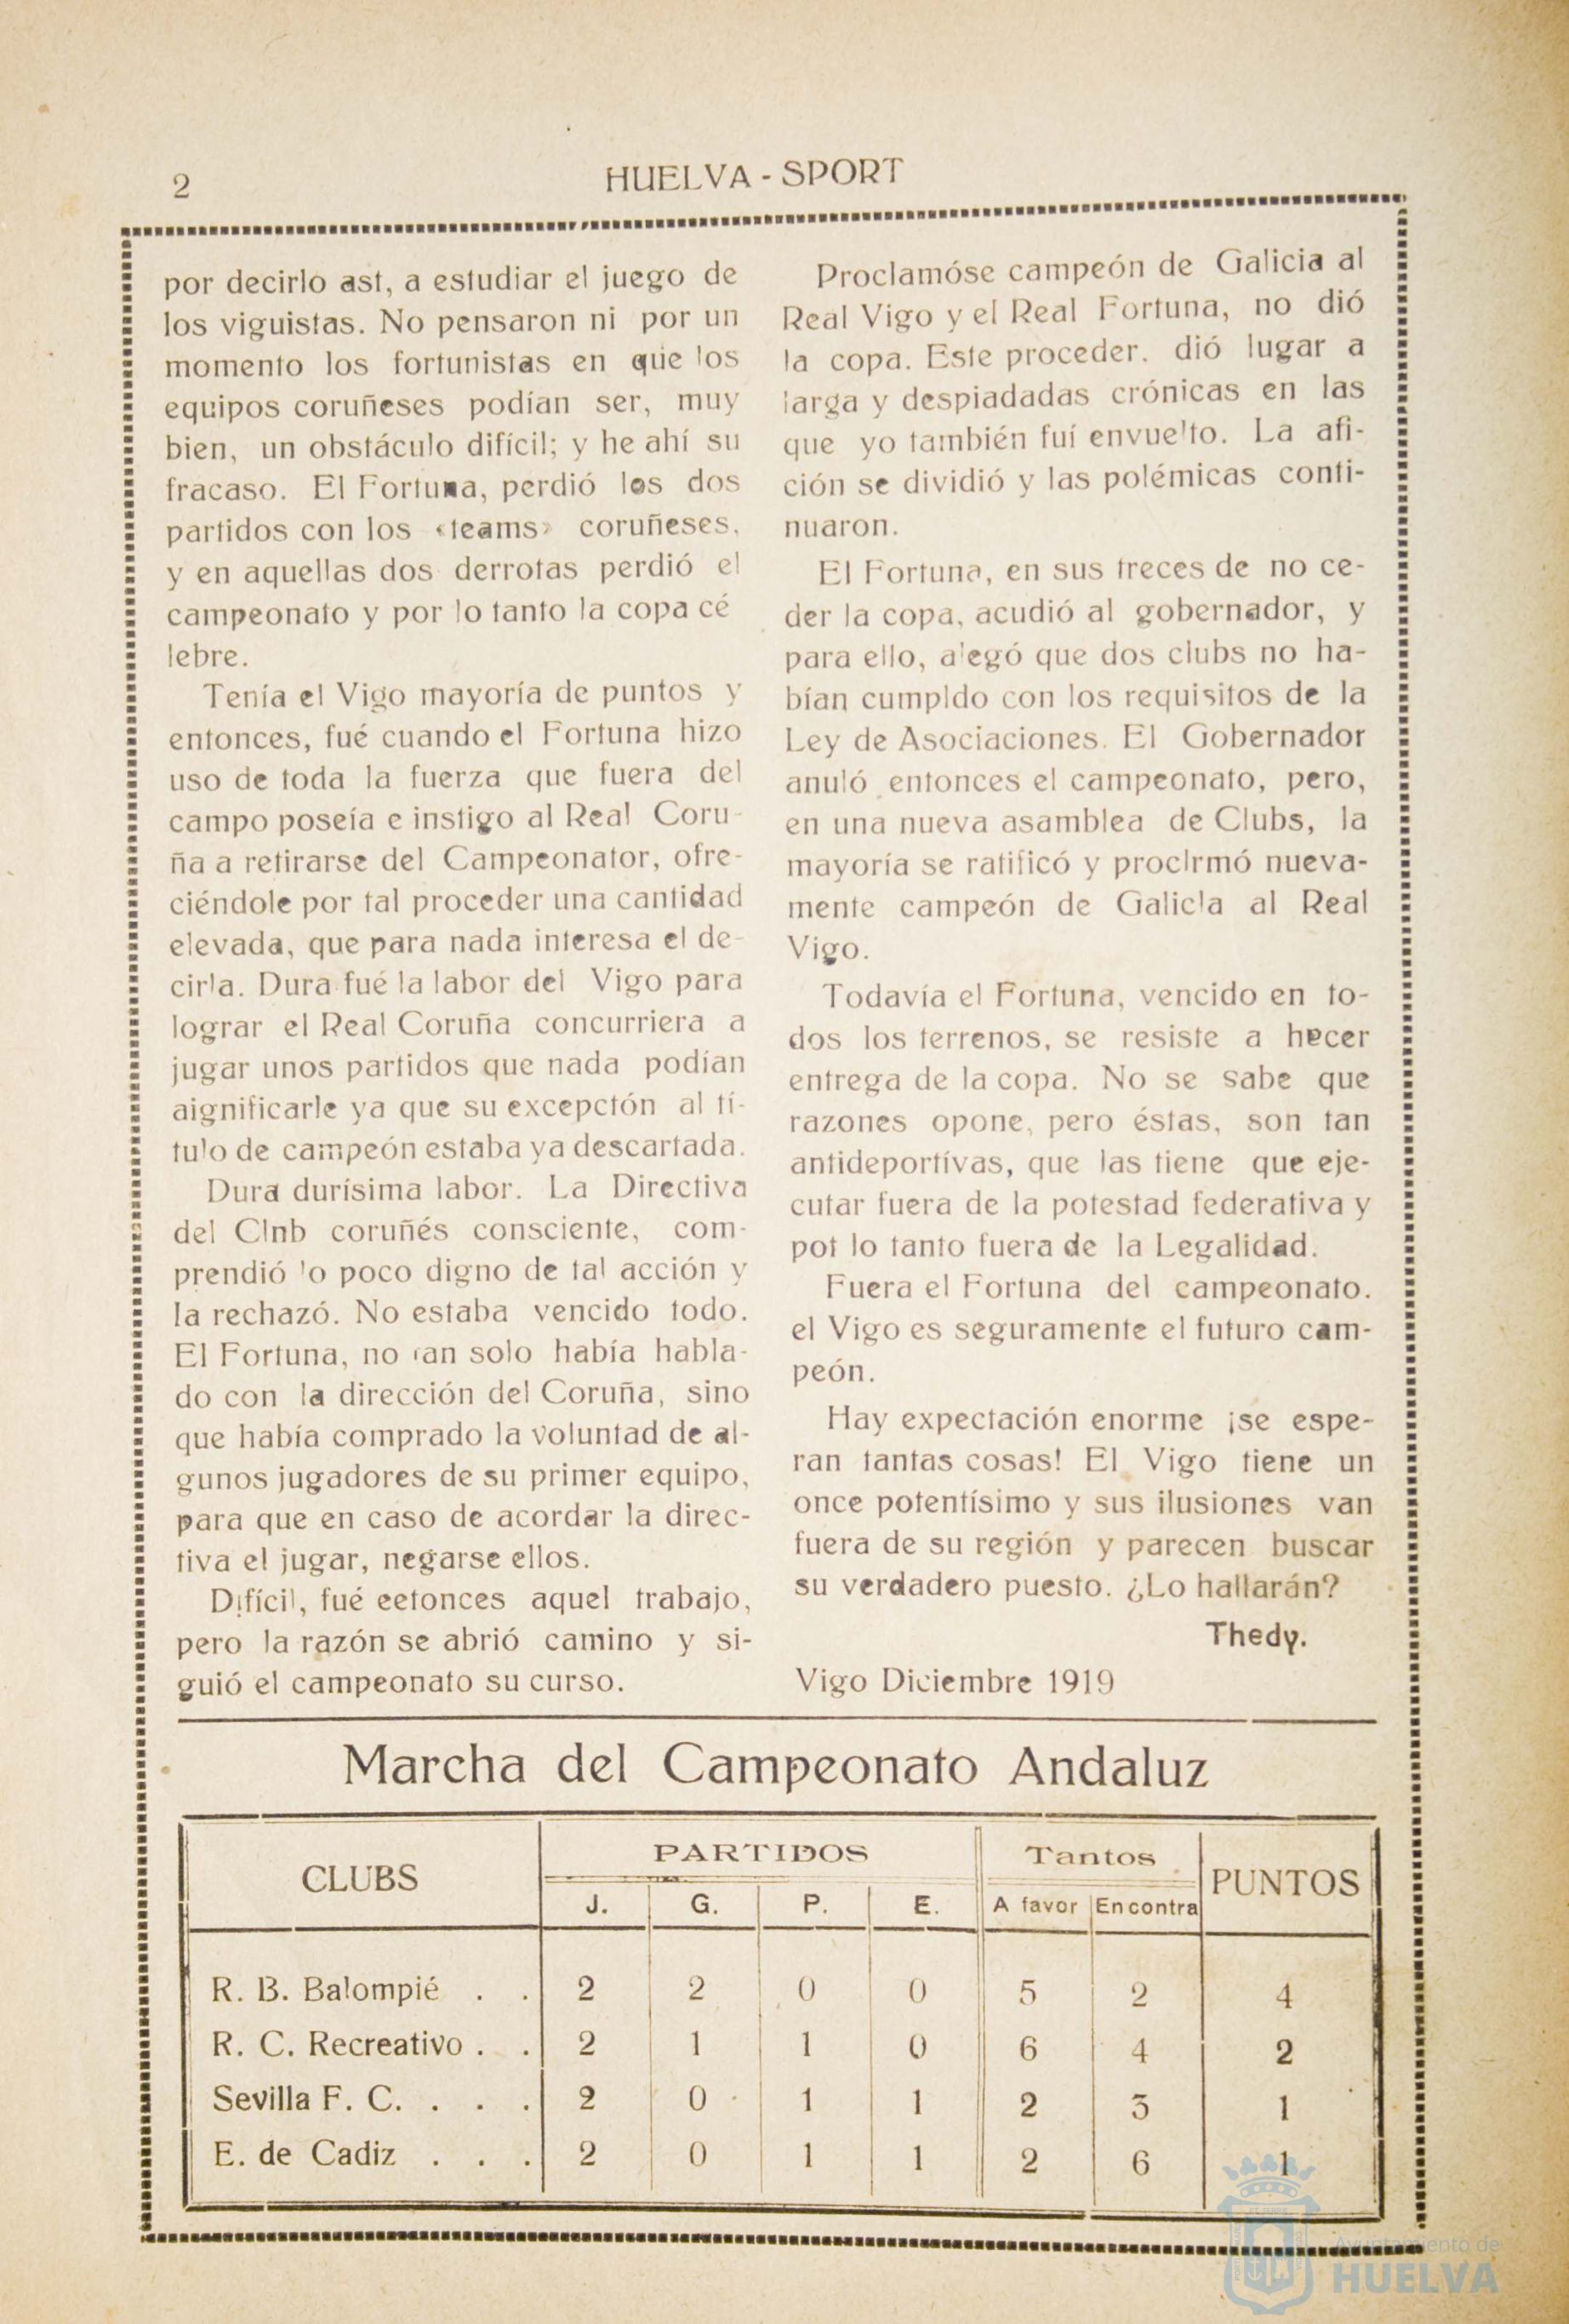 2
HUELVA - SPORT
por decirlo ast, a estudiar el juego de
los viguistas. No pensaron ni por un
momento los fortunistas en que los
equipos coruñeses podían ser, muy
bien, un obstáculo difícil; y he ahí su
fracaso. El Fortuna, perdió los dos
partidos con los «teams» coruñeses,
y en aquellas dos derrotas perdió el
campeonato y por lo tanto la copa cé
lebre.
Tenía el Vigo mayoría de puntos y
entonces, fué cuando el Fortuna hizo
uso de toda la fuerza que fuera del
campo poseía e instigo al Real Coru-
ña a retirarse del Campeonator, ofre-
ciéndole por tal proceder una cantidad
elevada, que para nada interesa el de-
cirla. Dura fué la labor del Vigo para
lograr el Real Coruña concurriera a
jugar unos partidos que nada podían
aignificarle ya que su excepctón al tí-
tulo de campeón estaba ya descartada.
Dura durísima labor. La Directiva
del Clnb coruñés consciente, com-
prendió lo poco digno de tal acción y
la rechazó. No estaba vencido todo.
El Fortuna, no tan solo había habla-
do con la dirección del Coruña, sino
que había comprado la voluntad de al-
gunos jugadores de su primer equipo,
para que en caso de acordar la direc-
tiva el jugar, negarse ellos.
Difícil, fué eetonces aquel trabajo,
pero la razón se abrió camino y si-
guió el campeonato su curso.
Proclamóse campeón de Galicia al
Real Vigo y el Real Fortuna, no dió
la copa. Este proceder. dió lugar a
larga y despiadadas crónicas en las
que yo también fuí envuelto. La afi-
ción se dividió y las polémicas conti-
nuaron.
El Fortuna, en sus treces de no ce-
der la copa, acudió al gobernador, y
para ello, alegó que dos clubs no ha-
bían cumpldo con los requisitos de la
Ley de Asociaciones. El Gobernador
anuló entonces el campeonato, pero,
en una nueva asamblea de Clubs, la
mayoría se ratificó y proclrmó nueva-
mente campeón de Galicla al Real
Vigo.
Todavía el Fortuna, vencido en to-
dos los terrenos, se resiste a hecer
entrega de la copa. No se sabe que
razones opone, pero éstas, son tan
antideportívas, que las tiene que eje-
cutar fuera de la potestad federativa y
pot lo tanto fuera de la Legalidad.
Fuera el Fortuna del campeonato.
el Vigo es seguramente el futuro cam-
peón.
Hay expectación enorme ¡se espe-
ran tantas cosas! El Vigo tiene un
once potentísimo y sus ilusiones van
fuera de su región y parecen buscar
su verdadero puesto. ¿Lo hallarán?
Thedy.
Vigo Diciembre 1919
Marcha del Campeonato Andaluz
CLUBS PARTIDOS Tantos PUNTOS
J. G. P. E. A favor En contra
R. B. Balompié . . 2 2 0 0 5 2 4
R. C. Recreativo . . 2 1 1 0 6 4 2
Sevilla F. C. . . . 2 0 1 1 2 3 1
E. de Cadiz . . . 2 0 1 1 2 6 1
Ayuntamiento de
HUELVA